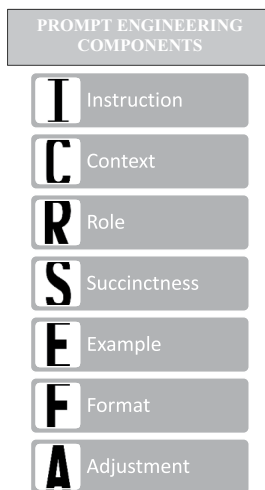 PROMPT ENGINEERING
COMPONENTS
I Instruction
C Context
R Role
S Succinctness
E Example
F Format
A Adjustment